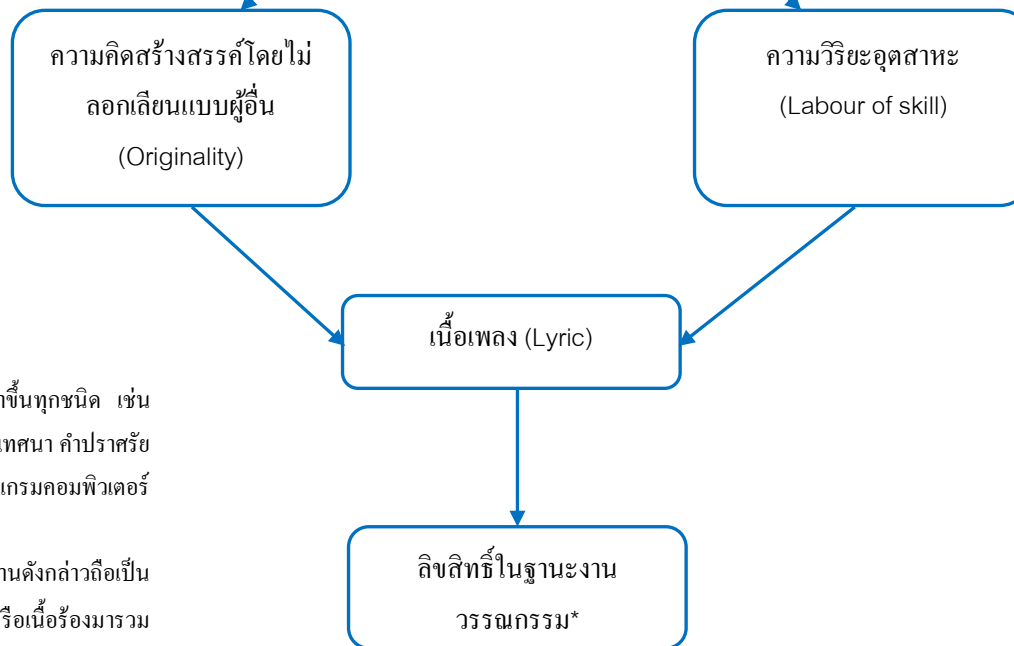 ความคิดสร้างสรรค์โดยไม่
ลอกเลียนแบบผู้อื่น
(Originality)
ความวิริยะอุตสาหะ
(Labour of skill)
เนื้อเพลง (Lyric)
ขึ้นทุกชนิด เช่น
เทศนา คำปราศรัย
แกรมคอมพิวเตอร์
านดังกล่าวถือเป็น
รือเนื้อร้องมารวม
ลิขสิทธิ์ในฐานะงาน
วรรณกรรม*